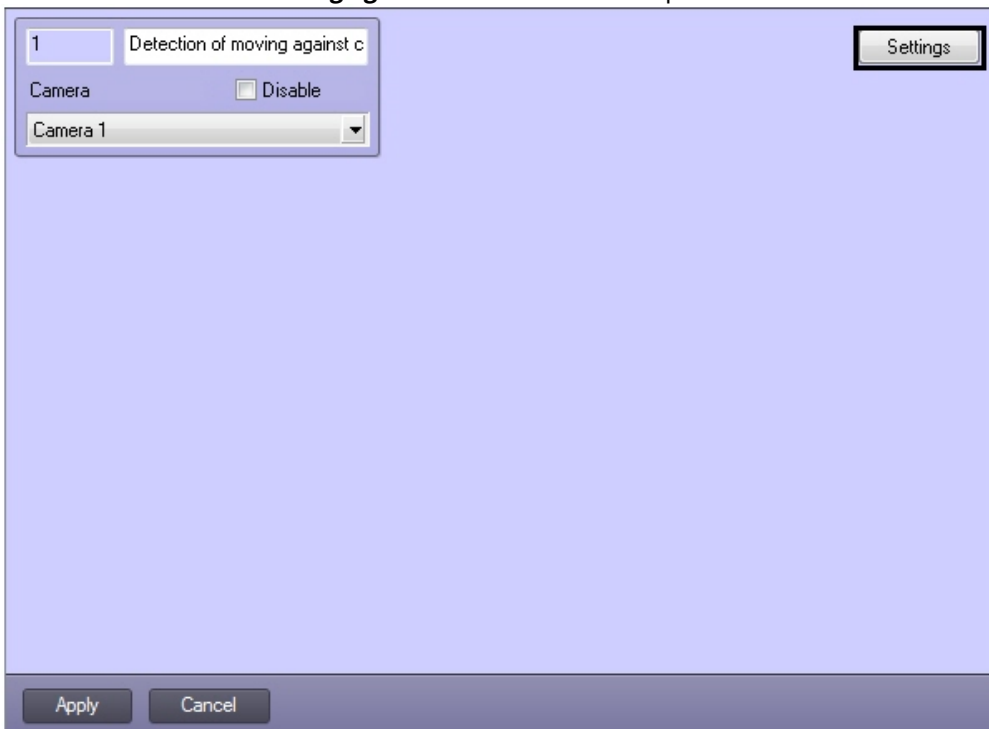 1
Detection of moving against c
Settings
Camera
Disable
Camera 1
Apply
Cancel